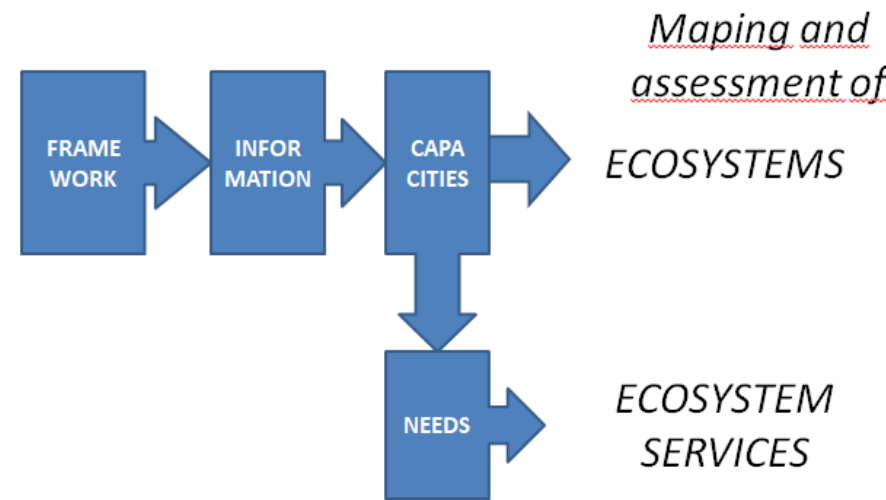 Maping and
assessment of
FRAME
WORK
INFOR
MATION
CAPA
CITIES
ECOSYSTEMS
NEEDS
ECOSYSTEM
SERVICES